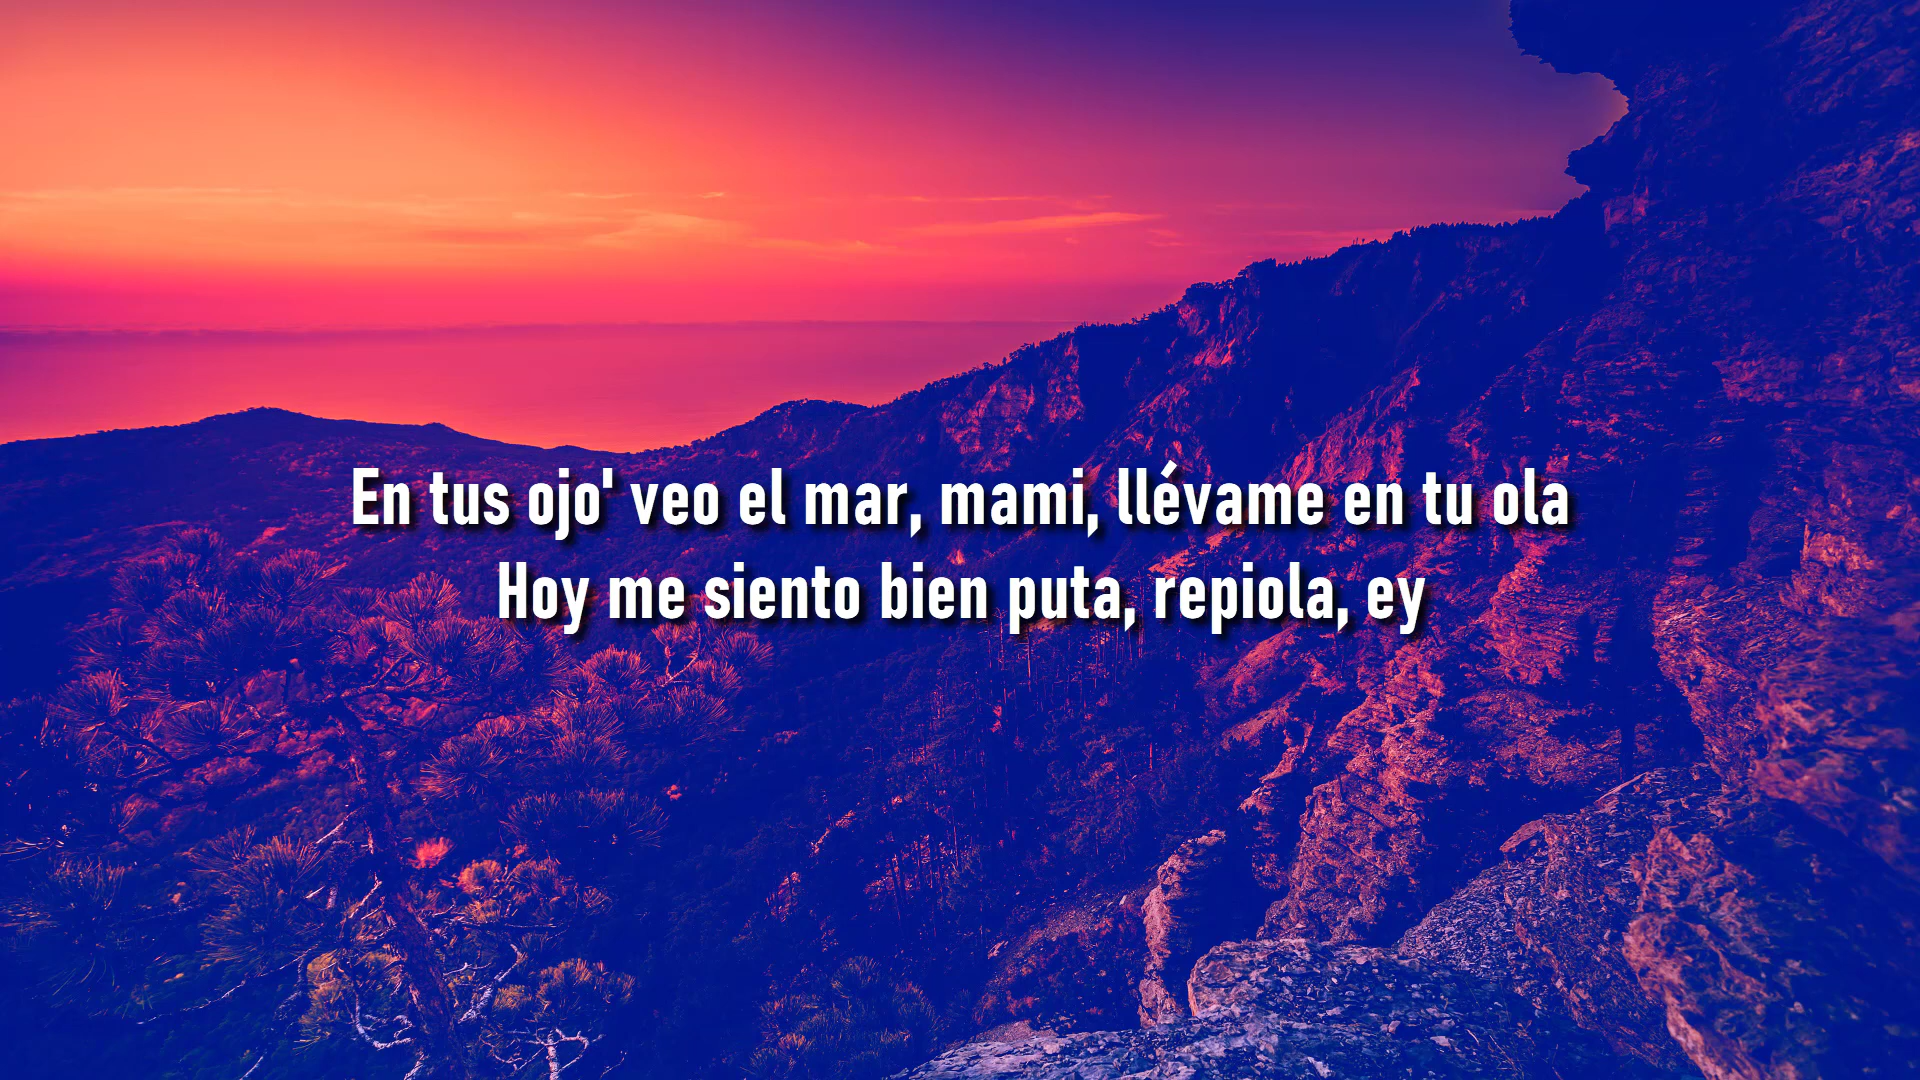 En tus ojo' veo el mar, mami, llévame en tu ola
Hoy me siento bien puta, repiola, ey